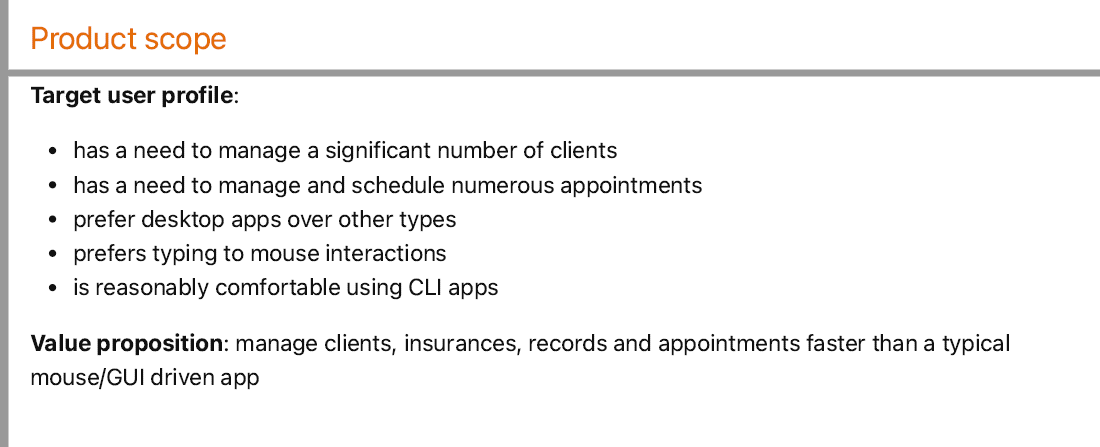 Product scope
Target user profile:
• has a need to manage a significant number of clients
• has a need to manage and schedule numerous appointments
• prefer desktop apps over other types
• prefers typing to mouse interactions
• is reasonably comfortable using CLI apps
Value proposition: manage clients, insurances, records and appointments faster than a typical
mouse/GUI driven app